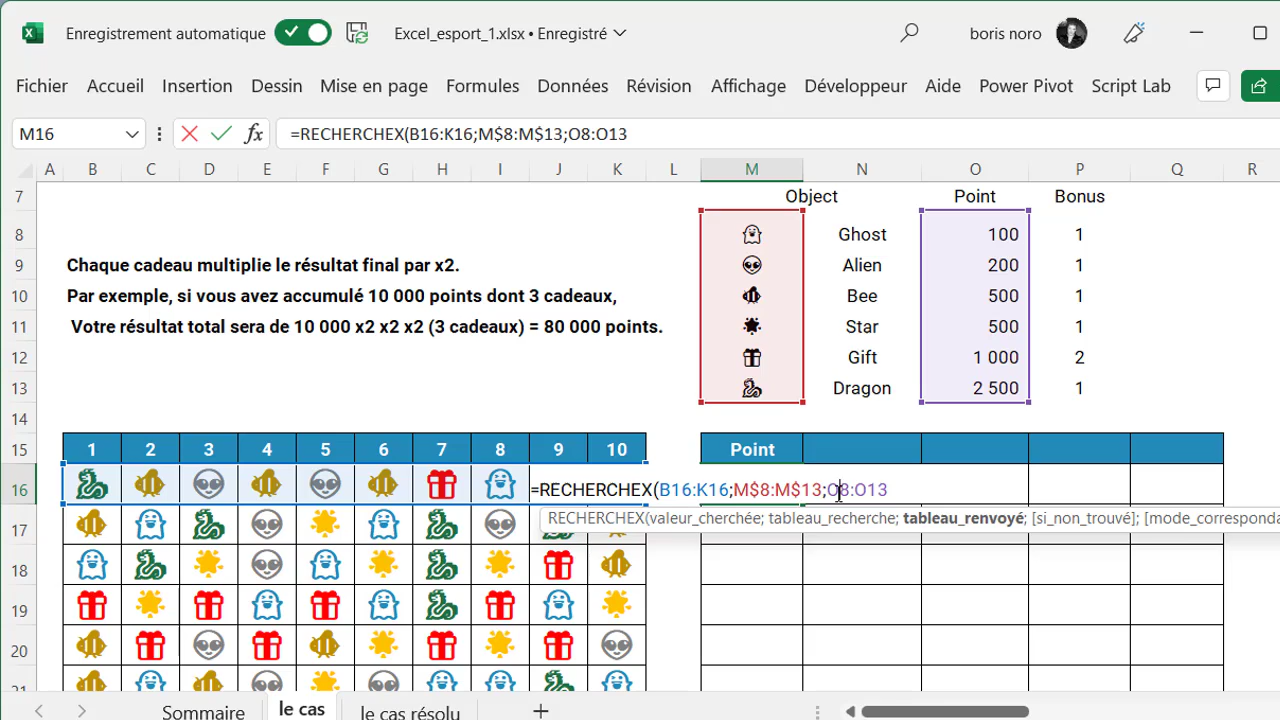 Enregistrement automatique Excel_esport_1.xlsx • Enregistré boris noro
Fichier Accueil Insertion Dessin Mise en page Formules Données Révision Affichage Développeur Aide Power Pivot Script Lab
M16 fx =RECHERCHEX(B16:K16;M$8:M$13;O8:O13
A B C D E F G H I J K L M N O P Q R
7 Object Point Bonus
8 Ghost 100 1
9 Chaque cadeau multiplie le résultat final par x2. Alien 200 1
10 Par exemple, si vous avez accumulé 10 000 points dont 3 cadeaux, Bee 500 1
11 Votre résultat total sera de 10 000 x2 x2 x2 (3 cadeaux) = 80 000 points. Star 500 1
12 Gift 1 000 2
13 Dragon 2 500 1
14
15 1 2 3 4 5 6 7 8 9 10 Point
16 =RECHERCHEX(B16:K16;M$8:M$13;O8:O13
17 RECHERCHEX(valeur_cherchée; tableau_recherche; tableau_renvoyé; [si_non_trouvé]; [mode_corresponda
18
19
20
21
Sommaire le cas le cas résolu